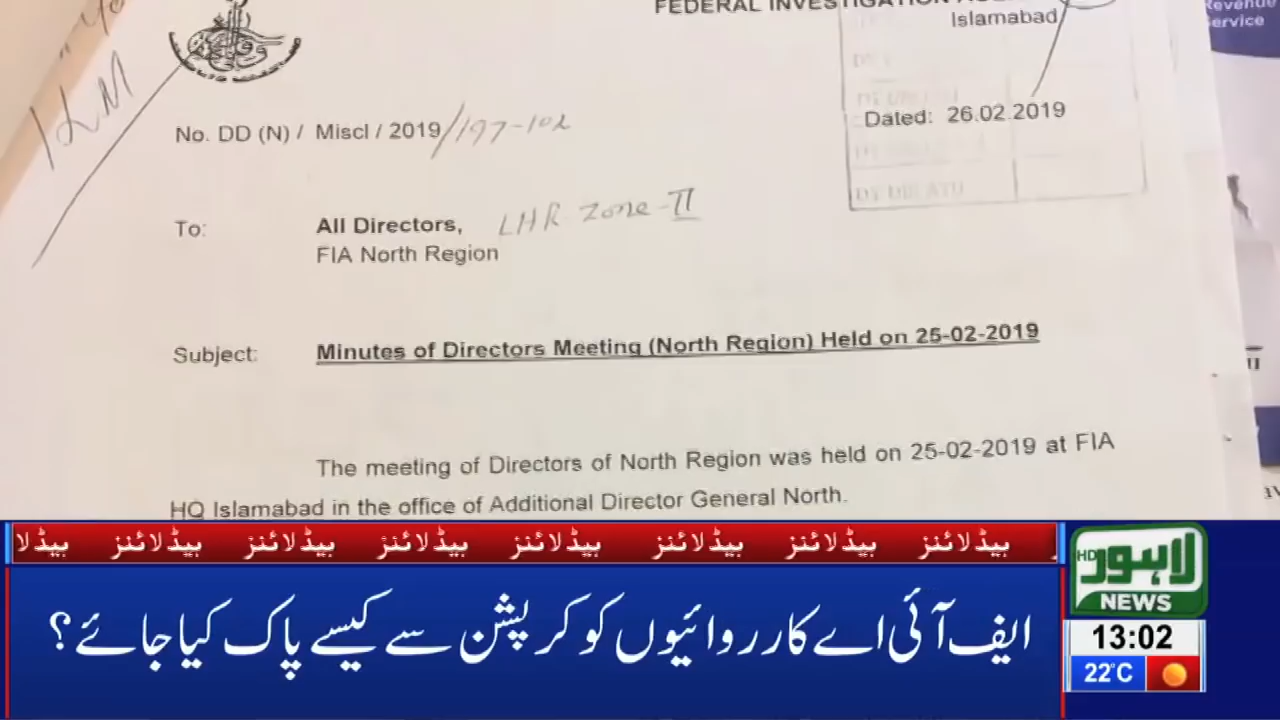 FEDERAL INVESTIGATION
Islamabad
Revenue
Service
No. DD (N) / Miscl / 2019/197-102
Dated: 26.02.2019
To: All Directors, LHR Zone-II
FIA North Region
Subject: Minutes of Directors Meeting (North Region) Held on 25-02-2019
The meeting of Directors of North Region was held on 25-02-2019 at FIA
HQ Islamabad in the office of Additional Director General North.
ہیڈلائنز ہیڈلائنز ہیڈلائنز ہیڈلائنز ہیڈلائنز ہیڈلائنز ہیڈلائنز ہیڈلا
ایف آئی اے کارروائیوں کو کرپشن سے کیسے پاک کیا جائے؟
HD لاہور
NEWS
13:02
22°C